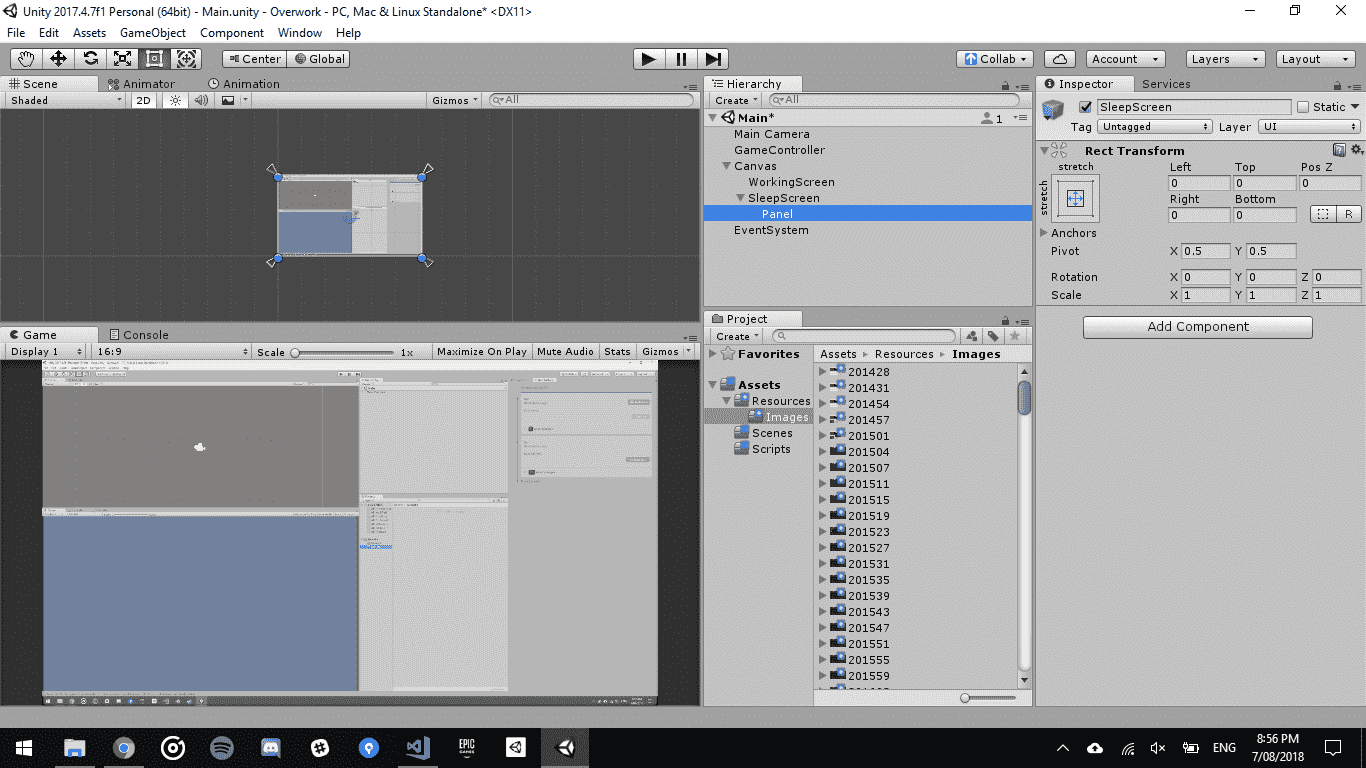 Unity 2017.4.7f1 Personal (64bit) - Main.unity - Overwork - PC, Mac & Linux Standalone* <DX11>
File Edit Assets GameObject Component Window Help
Center Global Collab Account Layers Layout
Scene Animator Animation
Shaded 2D Gizmos All
Hierarchy
Create All
Main* 1
Main Camera
GameController
Canvas
WorkingScreen
SleepScreen
Panel
EventSystem
Inspector Services
SleepScreen Static
Tag Untagged Layer UI
Rect Transform
stretch Left Top Pos Z
stretch 0 0 0
Right Bottom
0 0 R
Anchors
Pivot X 0.5 Y 0.5
Rotation X 0 Y 0 Z 0
Scale X 1 Y 1 Z 1
Add Component
Game Console
Display 1 16:9 Scale 1x Maximize On Play Mute Audio Stats Gizmos
Project
Create
Favorites
Assets
Resources
Images
Scenes
Scripts
Assets Resources Images
201428
201431
201454
201457
201501
201504
201507
201511
201515
201519
201523
201527
201531
201535
201539
201543
201547
201551
201555
201559
EPIC
GAMES
ENG
8:56 PM
7/08/2018